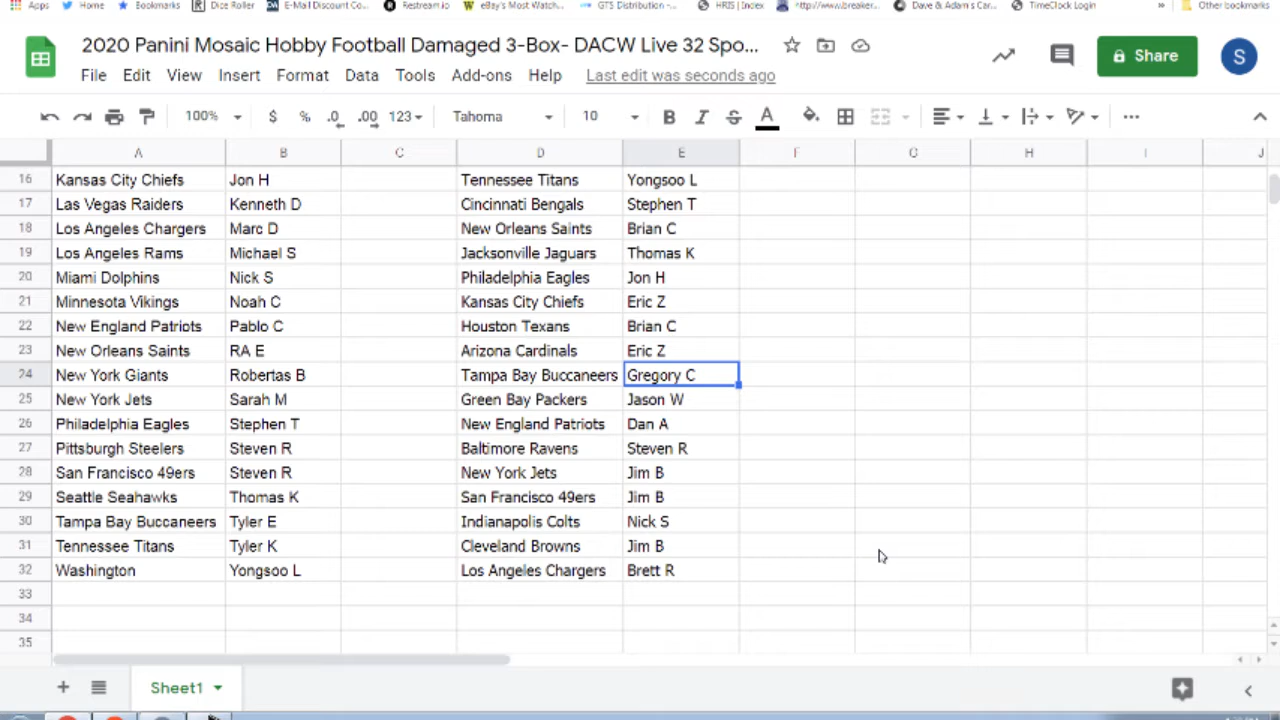 Apps Twitter Bookmarks Dice Roller E-Mail Discount Co... Restream.io eBay's Most Watch... GTS Distribution -... HRIS | Index http://www.breaker... Dave & Adam's Car... TimeClock Login » Other bookmarks
2020 Panini Mosaic Hobby Football Damaged 3-Box- DACW Live 32 Spo...
Share S
File Edit View Insert Format Data Tools Add-ons Help Last edit was seconds ago
100% $ % .0 .00 123 Tahoma 10 B I S A ...
A B C D E F G H I J
16 Kansas City Chiefs Jon H Tennessee Titans Yongsoo L
17 Las Vegas Raiders Kenneth D Cincinnati Bengals Stephen T
18 Los Angeles Chargers Marc D New Orleans Saints Brian C
19 Los Angeles Rams Michael S Jacksonville Jaguars Thomas K
20 Miami Dolphins Nick S Philadelphia Eagles Jon H
21 Minnesota Vikings Noah C Kansas City Chiefs Eric Z
22 New England Patriots Pablo C Houston Texans Brian C
23 New Orleans Saints RA E Arizona Cardinals Eric Z
24 New York Giants Robertas B Tampa Bay Buccaneers Gregory C
25 New York Jets Sarah M Green Bay Packers Jason W
26 Philadelphia Eagles Stephen T New England Patriots Dan A
27 Pittsburgh Steelers Steven R Baltimore Ravens Steven R
28 San Francisco 49ers Steven R New York Jets Jim B
29 Seattle Seahawks Thomas K San Francisco 49ers Jim B
30 Tampa Bay Buccaneers Tyler E Indianapolis Colts Nick S
31 Tennessee Titans Tyler K Cleveland Browns Jim B
32 Washington Yongsoo L Los Angeles Chargers Brett R
33
34
35
Sheet1